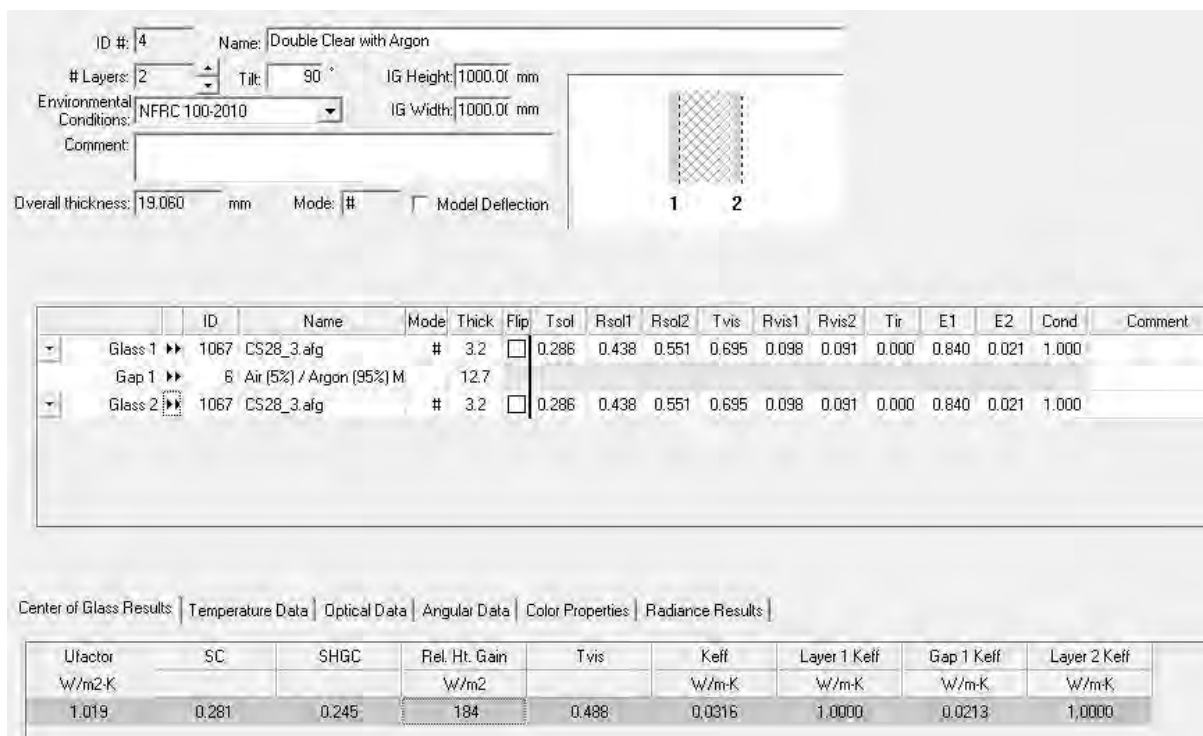 ID #: 4 Name: Double Clear with Argon
# Layers: 2 Tilt: 90 ° IG Height: 1000.0( mm
Environmental Conditions: NFRC 100-2010 IG Width: 1000.0( mm
Comment:
Overall thickness: 19.060 mm Mode: # Model Deflection
1 2
ID Name Mode Thick Flip Tsol Rsol1 Rsol2 Tvis Rvis1 Rvis2 Tir E1 E2 Cond Comment
Glass 1 1067 CS28_3.afg # 3.2 0.286 0.438 0.551 0.695 0.098 0.091 0.000 0.840 0.021 1.000
Gap 1 6 Air (5%) / Argon (95%) M 12.7
Glass 2 1067 CS28_3.afg # 3.2 0.286 0.438 0.551 0.695 0.098 0.091 0.000 0.840 0.021 1.000
Center of Glass Results Temperature Data Optical Data Angular Data Color Properties Radiance Results
Ufactor SC SHGC Rel. Ht. Gain Tvis Keff Layer 1 Keff Gap 1 Keff Layer 2 Keff
W/m2-K W/m2 W/m-K W/m-K W/m-K W/m-K
1.019 0.281 0.245 184 0.488 0.0316 1.0000 0.0213 1.0000